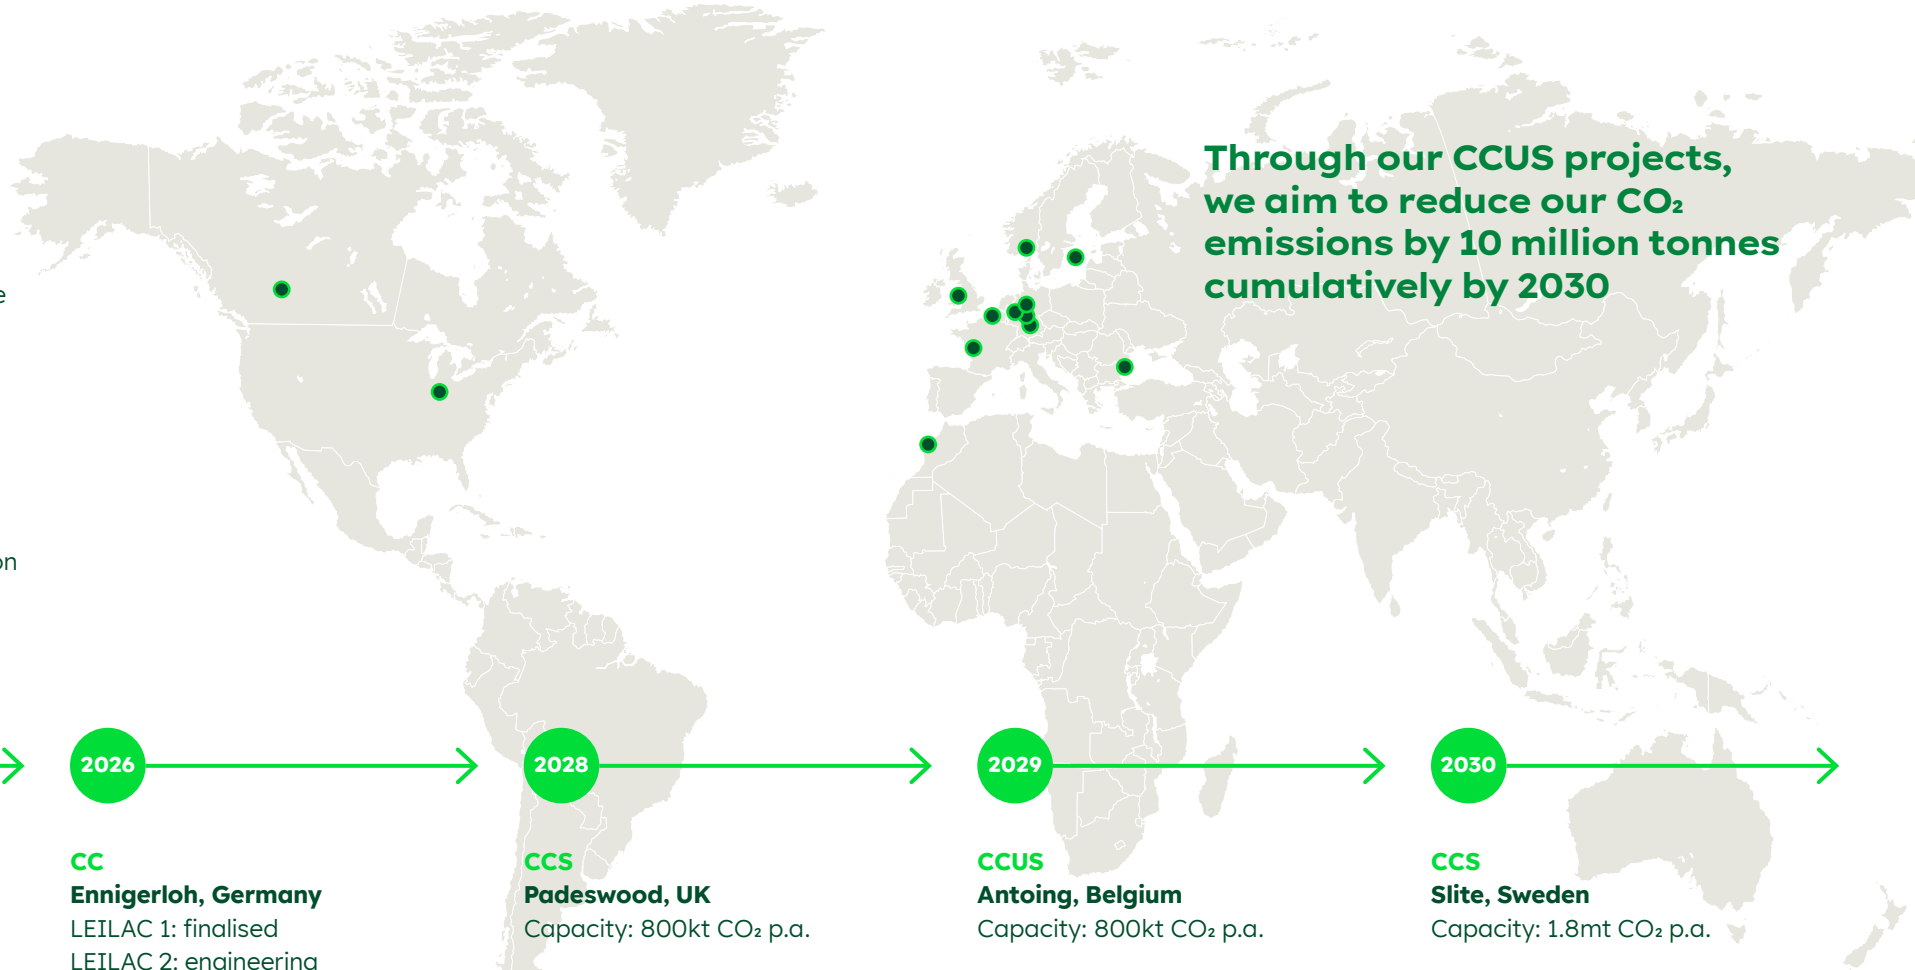 Through our CCUS projects,
we aim to reduce our CO₂
emissions by 10 million tonnes
cumulatively by 2030
e
on
2026
2028
2029
2030
CC
Ennigerloh, Germany
LEILAC 1: finalised
LEILAC 2: engineering
CCS
Padeswood, UK
Capacity: 800kt CO₂ p.a.
CCUS
Antoing, Belgium
Capacity: 800kt CO₂ p.a.
CCS
Slite, Sweden
Capacity: 1.8mt CO₂ p.a.